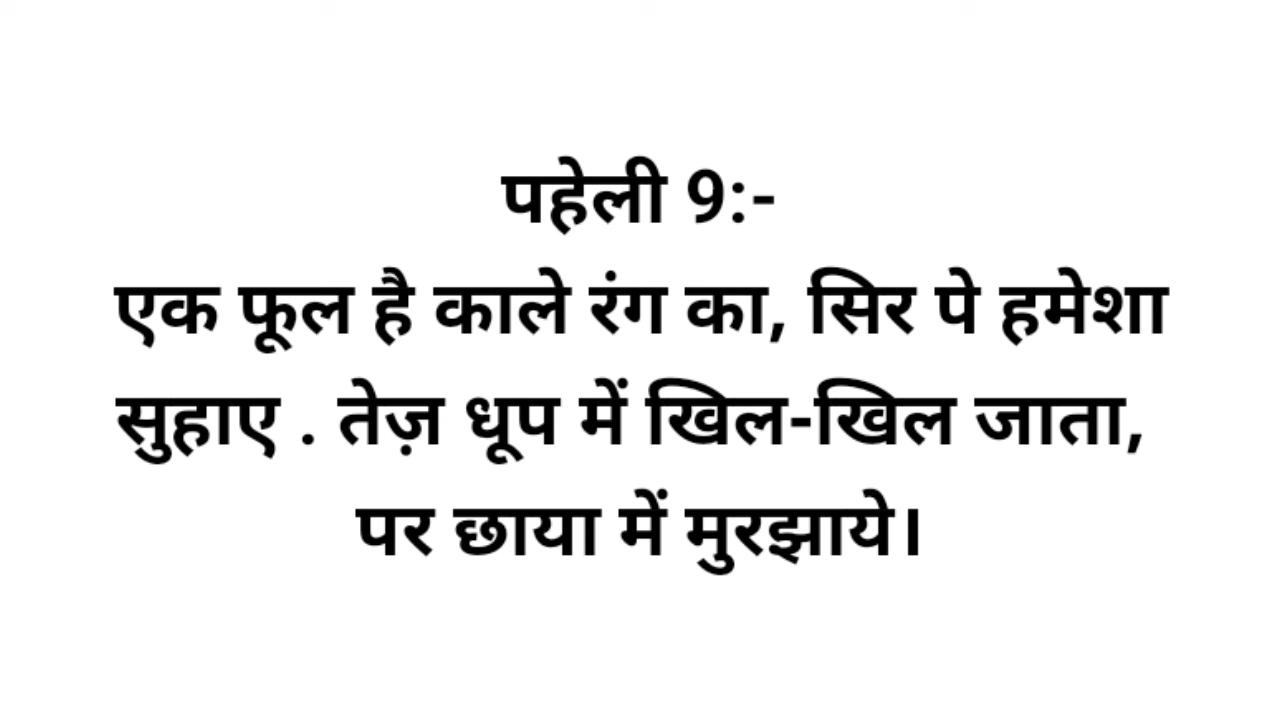 पहेली 9:-
एक फूल है काले रंग का, सिर पे हमेशा
सुहाए . तेज़ धूप में खिल-खिल जाता,
पर छाया में मुरझाये।